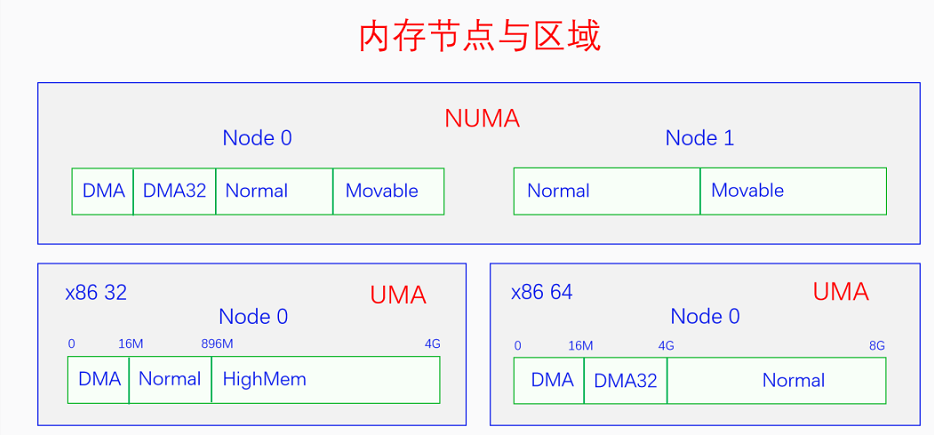 内存节点与区域
NUMA
Node 0
Node 1
DMA DMA32 Normal Movable
Normal Movable
x86 32
UMA
Node 0
0 16M 896M 4G
DMA Normal HighMem
x86 64
UMA
Node 0
0 16M 4G 8G
DMA DMA32 Normal